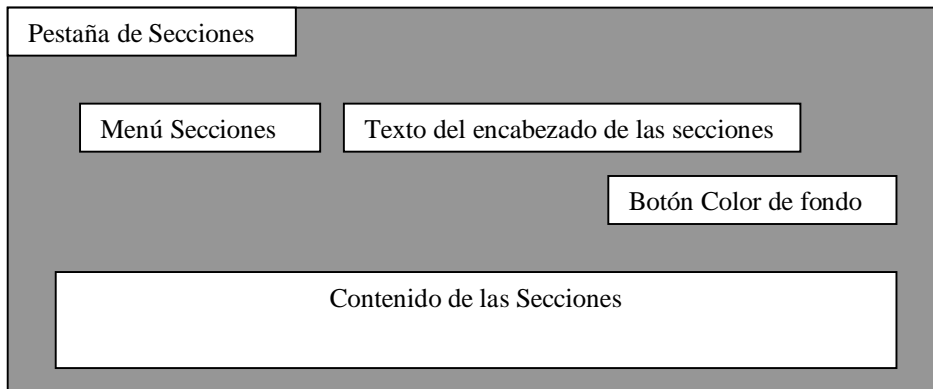 Pestaña de Secciones
Menú Secciones
Texto del encabezado de las secciones
Botón Color de fondo
Contenido de las Secciones